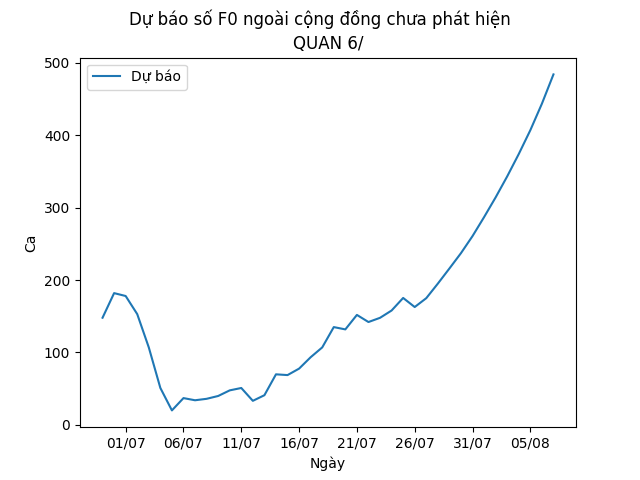 Dự báo số F0 ngoài cộng đồng chưa phát hiện
QUAN 6/
Dự báo
500
400
300
200
100
0
Ca
01/07 06/07 11/07 16/07 21/07 26/07 31/07 05/08
Ngày